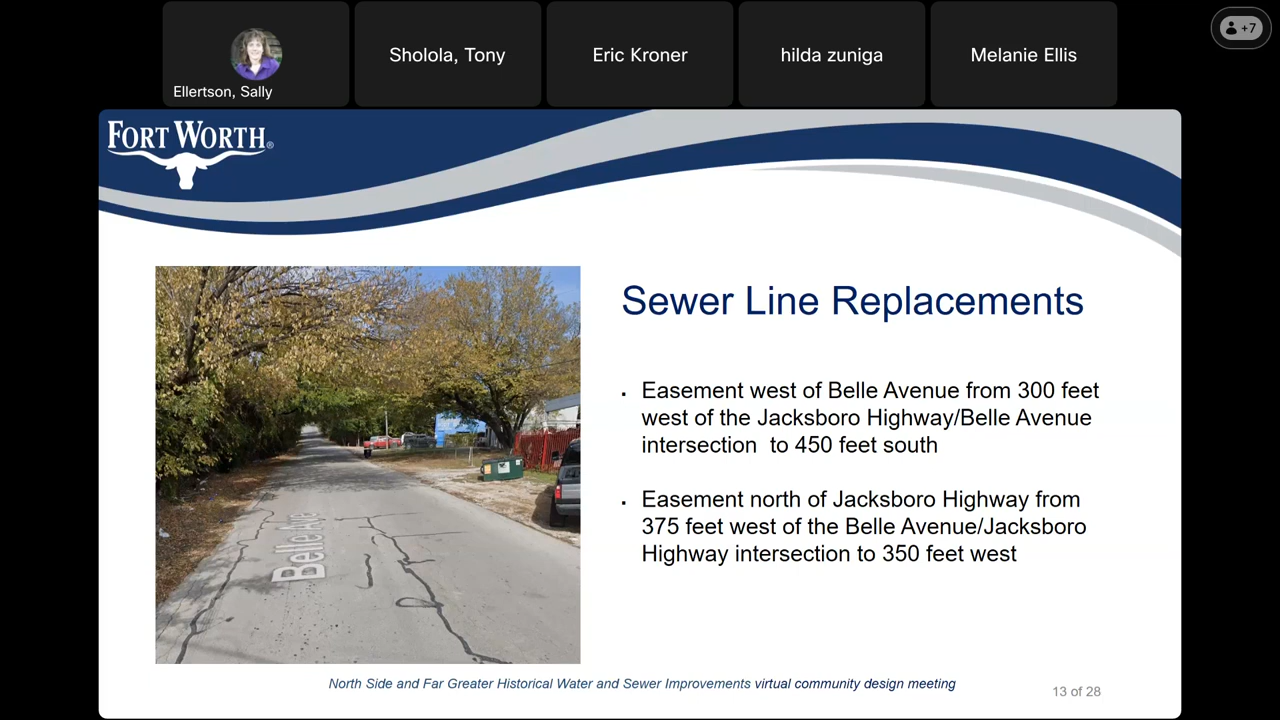 Ellertson, Sally
Sholola, Tony
Eric Kroner
hilda zuniga
Melanie Ellis
+7
FORT WORTH®
Belle Ave
Sewer Line Replacements
▪ Easement west of Belle Avenue from 300 feet
west of the Jacksboro Highway/Belle Avenue
intersection to 450 feet south
▪ Easement north of Jacksboro Highway from
375 feet west of the Belle Avenue/Jacksboro
Highway intersection to 350 feet west
North Side and Far Greater Historical Water and Sewer Improvements virtual community design meeting
13 of 28